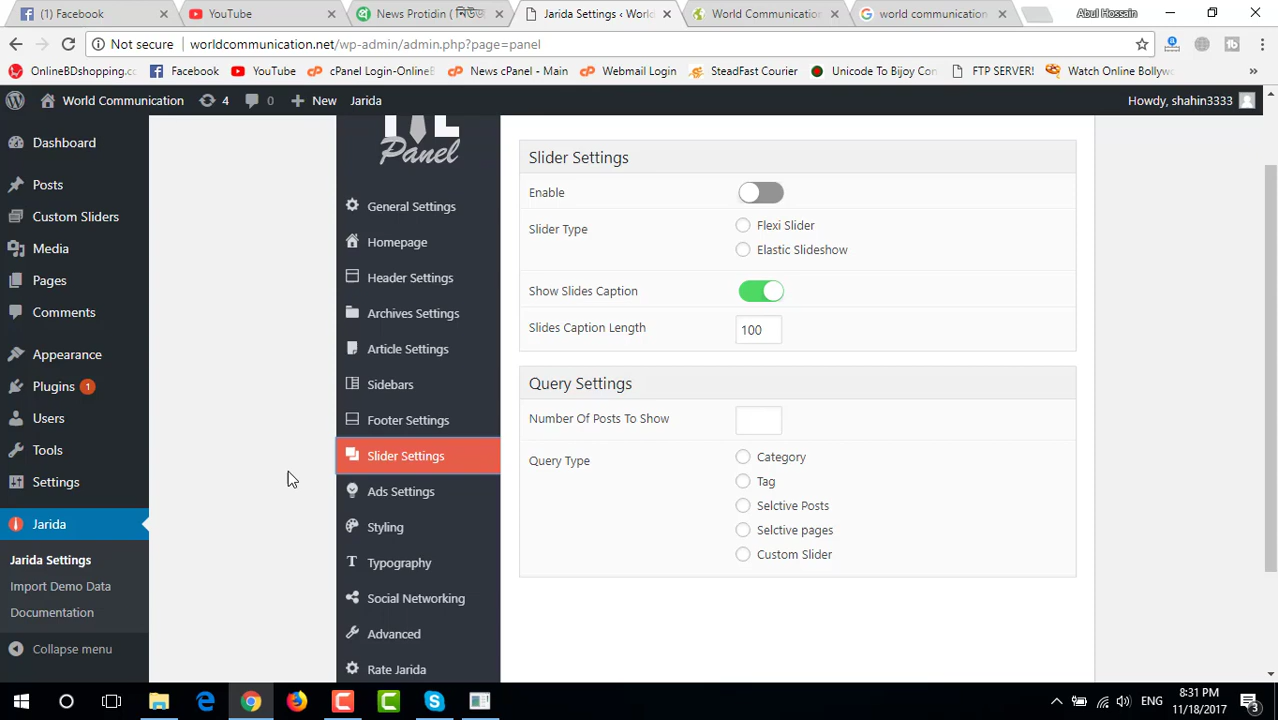 (1) Facebook
YouTube
News Protidin ( নিউজ
Jarida Settings ‹ World
World Communication
world communication
Abul Hossain
Not secure
worldcommunication.net/wp-admin/admin.php?page=panel
OnlineBDshopping.co
Facebook
YouTube
cPanel Login-OnlineB
News cPanel - Main
Webmail Login
SteadFast Courier
Unicode To Bijoy Con
FTP SERVER!
Watch Online Bollyw
»
World Communication
4
0
New
Jarida
Howdy, shahin3333
Dashboard
Posts
Custom Sliders
Media
Pages
Comments
Appearance
Plugins 1
Users
Tools
Settings
Jarida
Jarida Settings
Import Demo Data
Documentation
Collapse menu
Panel
General Settings
Homepage
Header Settings
Archives Settings
Article Settings
Sidebars
Footer Settings
Slider Settings
Ads Settings
Styling
Typography
Social Networking
Advanced
Rate Jarida
Slider Settings
Enable
Slider Type
Flexi Slider
Elastic Slideshow
Show Slides Caption
Slides Caption Length
100
Query Settings
Number Of Posts To Show
Query Type
Category
Tag
Selctive Posts
Selctive pages
Custom Slider
ENG
8:31 PM
11/18/2017
3